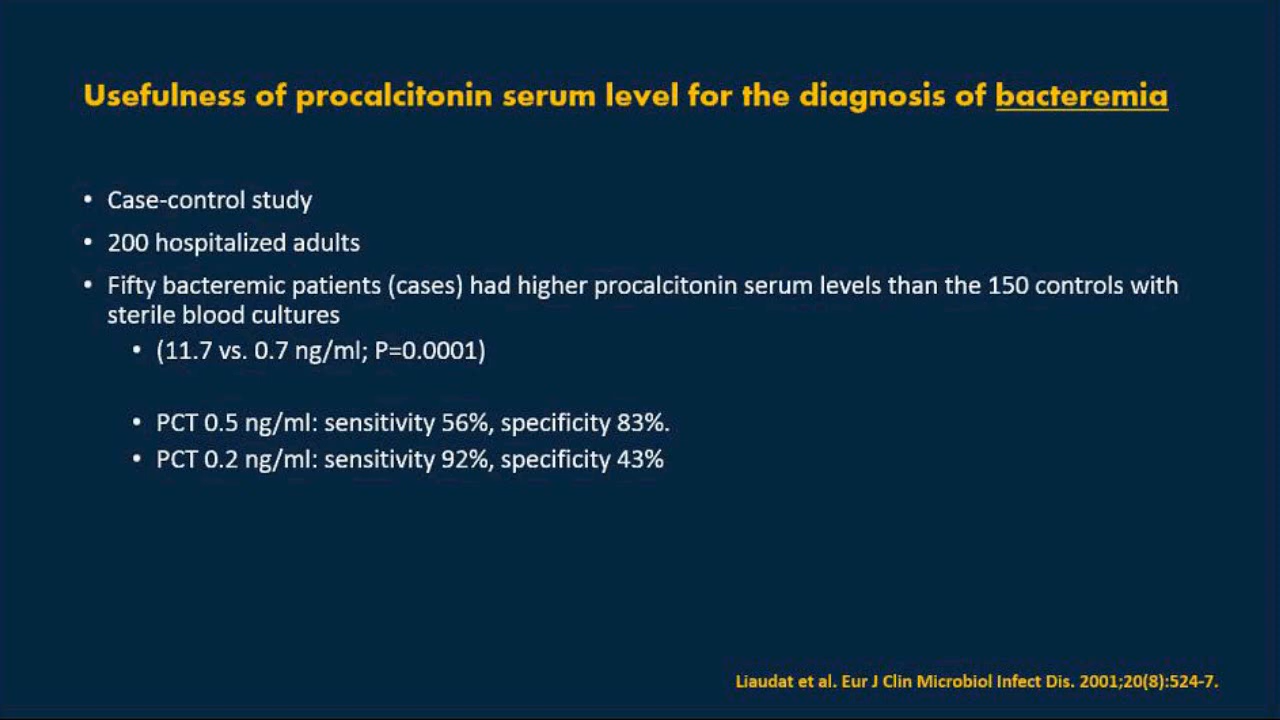 Usefulness of procalcitonin serum level for the diagnosis of bacteremia
• Case-control study
• 200 hospitalized adults
• Fifty bacteremic patients (cases) had higher procalcitonin serum levels than the 150 controls with
sterile blood cultures
• (11.7 vs. 0.7 ng/ml; P=0.0001)
• PCT 0.5 ng/ml: sensitivity 56%, specificity 83%.
• PCT 0.2 ng/ml: sensitivity 92%, specificity 43%
Liaudat et al. Eur J Clin Microbiol Infect Dis. 2001;20(8):524-7.